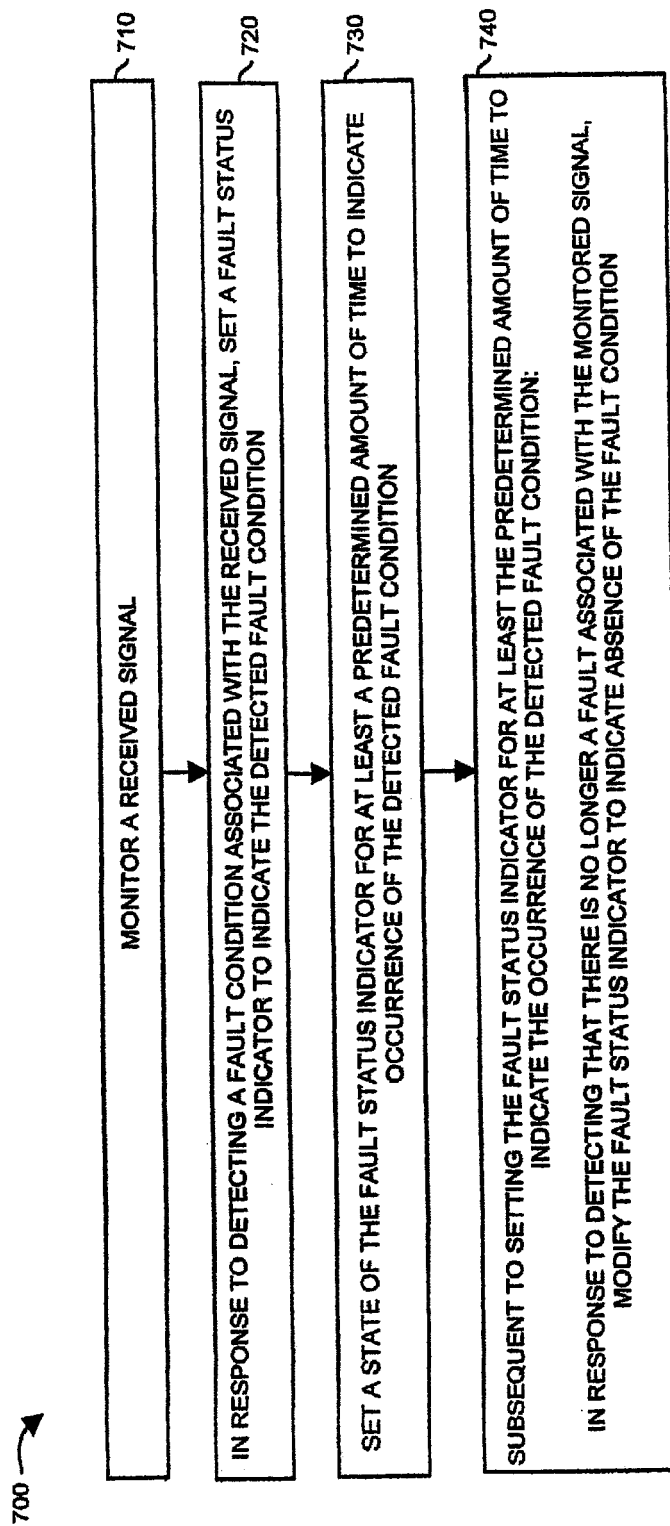 700
MONITOR A RECEIVED SIGNAL
710
IN RESPONSE TO DETECTING A FAULT CONDITION ASSOCIATED WITH THE RECEIVED SIGNAL, SET A FAULT STATUS
INDICATOR TO INDICATE THE DETECTED FAULT CONDITION
720
SET A STATE OF THE FAULT STATUS INDICATOR FOR AT LEAST A PREDETERMINED AMOUNT OF TIME TO INDICATE
OCCURRENCE OF THE DETECTED FAULT CONDITION
730
SUBSEQUENT TO SETTING THE FAULT STATUS INDICATOR FOR AT LEAST THE PREDETERMINED AMOUNT OF TIME TO
INDICATE THE OCCURRENCE OF THE DETECTED FAULT CONDITION:
IN RESPONSE TO DETECTING THAT THERE IS NO LONGER A FAULT ASSOCIATED WITH THE MONITORED SIGNAL,
MODIFY THE FAULT STATUS INDICATOR TO INDICATE ABSENCE OF THE FAULT CONDITION
740